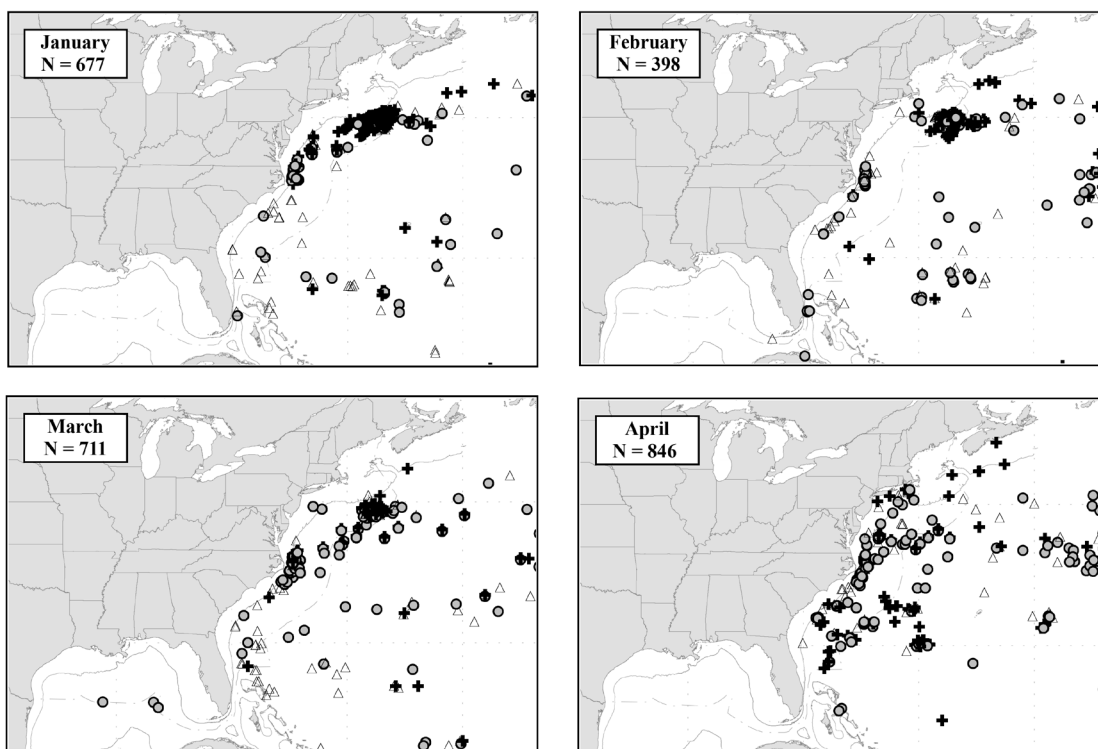 January
N = 677
February
N = 398
March
N = 711
April
N = 846